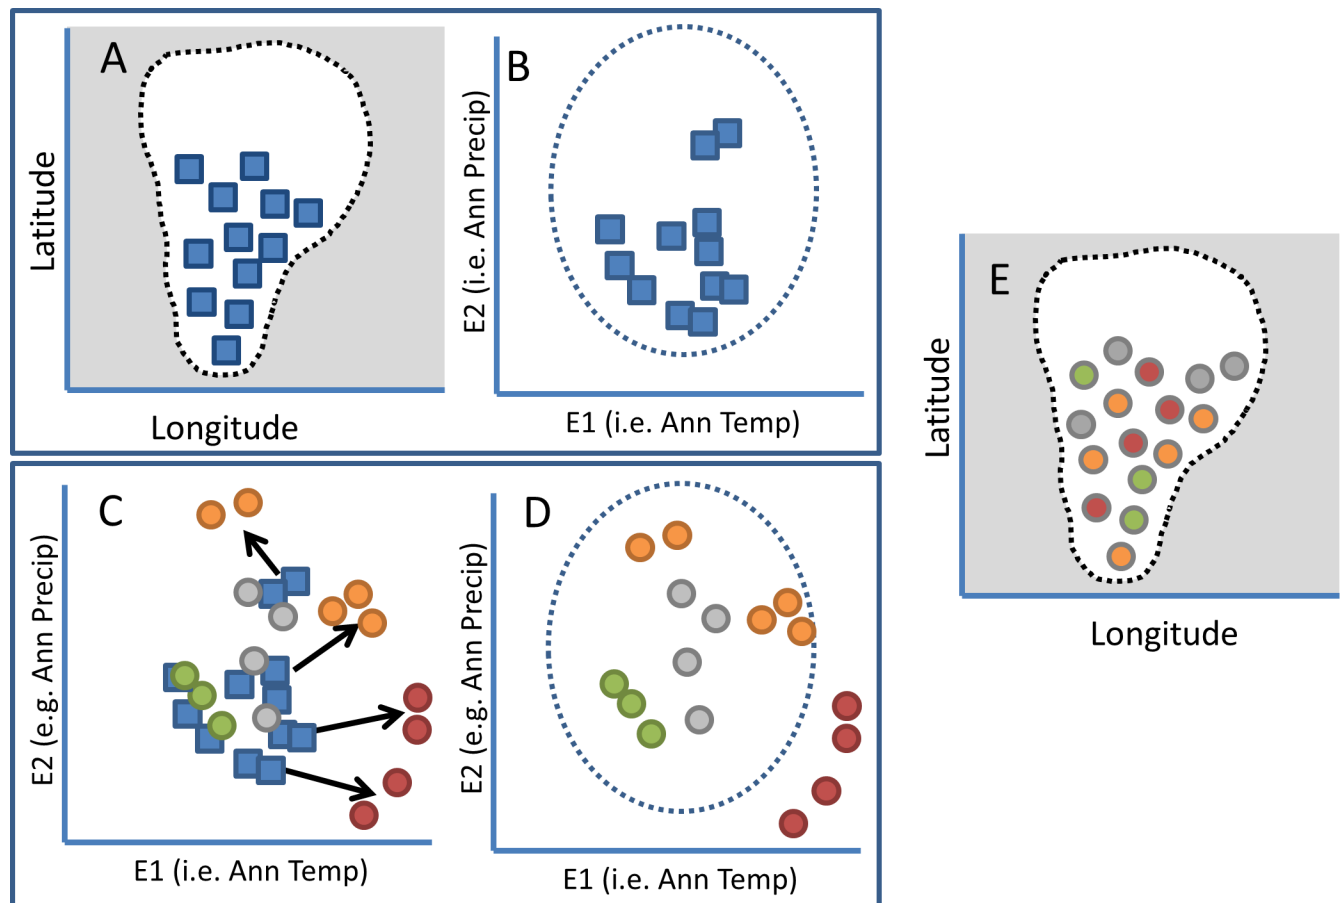 A
Latitude
Longitude
B
E2 (i.e. Ann Precip)
E1 (i.e. Ann Temp)
C
E2 (e.g. Ann Precip)
E1 (i.e. Ann Temp)
D
E2 (e.g. Ann Precip)
E1 (i.e. Ann Temp)
E
Latitude
Longitude